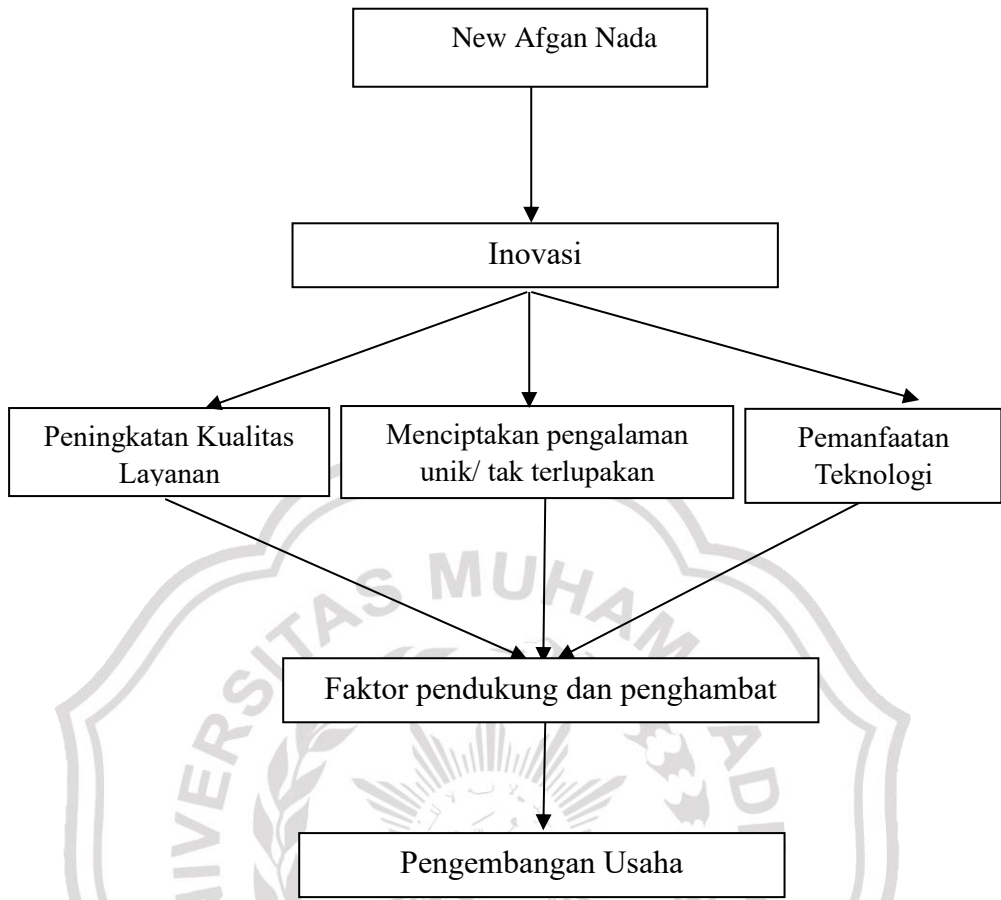 New Afgan Nada
Inovasi
Peningkatan Kualitas
Layanan
Menciptakan pengalaman
unik/ tak terlupakan
Pemanfaatan
Teknologi
Faktor pendukung dan penghambat
Pengembangan Usaha